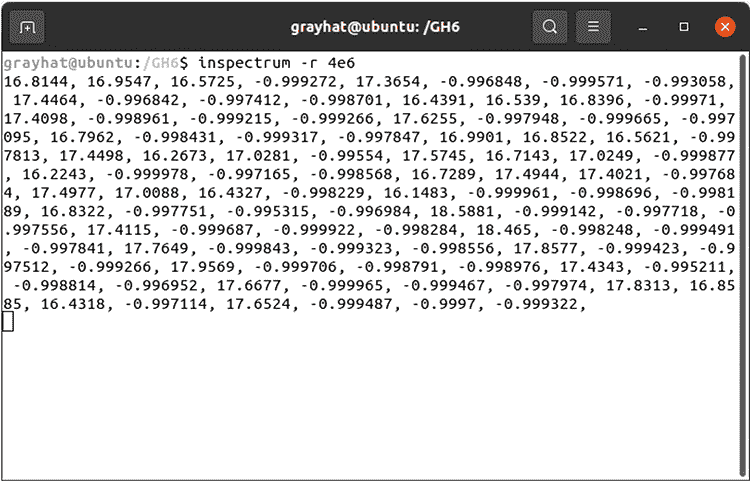 grayhat@ubuntu: /GH6
grayhat@ubuntu:/GH6$ inspectrum -r 4e6
16.8144, 16.9547, 16.5725, -0.999272, 17.3654, -0.996848, -0.999571, -0.993058,
 17.4464, -0.996842, -0.997412, -0.998701, 16.4391, 16.539, 16.8396, -0.99971,
17.4098, -0.998961, -0.999215, -0.999266, 17.6255, -0.997948, -0.999665, -0.997
095, 16.7962, -0.998431, -0.999317, -0.997847, 16.9901, 16.8522, 16.5621, -0.99
7813, 17.4498, 16.2673, 17.0281, -0.99554, 17.5745, 16.7143, 17.0249, -0.999877
, 16.2243, -0.999978, -0.997165, -0.998568, 16.7289, 17.4944, 17.4021, -0.99768
4, 17.4977, 17.0088, 16.4327, -0.998229, 16.1483, -0.999961, -0.998696, -0.9981
89, 16.8322, -0.997751, -0.995315, -0.996984, 18.5881, -0.999142, -0.997718, -0
.997556, 17.4115, -0.999687, -0.999922, -0.998284, 18.465, -0.998248, -0.999491
, -0.997841, 17.7649, -0.999843, -0.999323, -0.998556, 17.8577, -0.999423, -0.9
97512, -0.999266, 17.9569, -0.999706, -0.998791, -0.998976, 17.4343, -0.995211,
 -0.998814, -0.996952, 17.6677, -0.999965, -0.999467, -0.997974, 17.8313, 16.85
85, 16.4318, -0.997114, 17.6524, -0.999487, -0.9997, -0.999322,